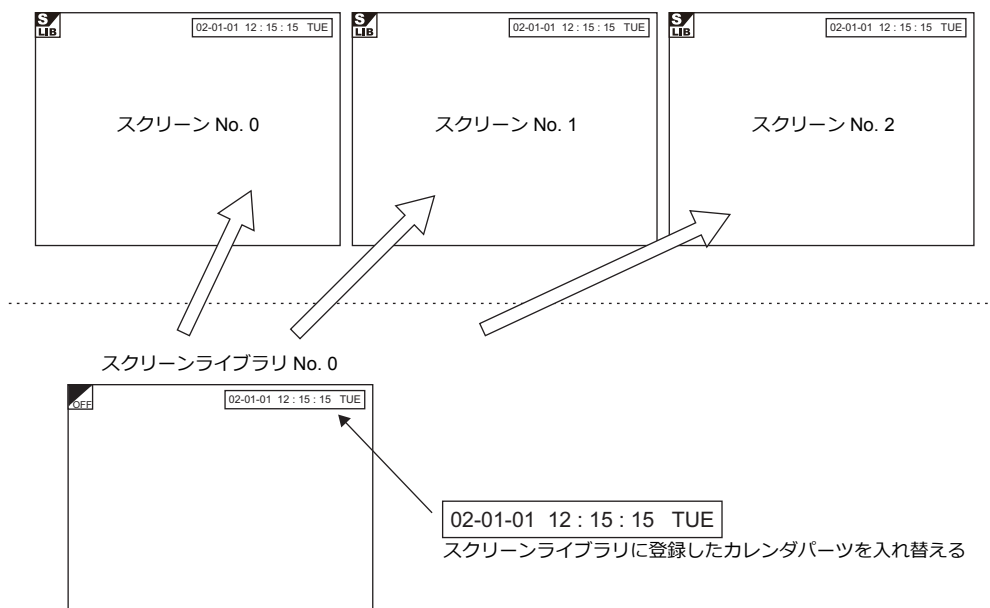 S LIB
02-01-01 12 : 15 : 15 TUE
スクリーン No. 0
S LIB
02-01-01 12 : 15 : 15 TUE
スクリーン No. 1
S LIB
02-01-01 12 : 15 : 15 TUE
スクリーン No. 2
スクリーンライブラリ No. 0
OFF
02-01-01 12 : 15 : 15 TUE
02-01-01 12 : 15 : 15 TUE
スクリーンライブラリに登録したカレンダパーツを入れ替える